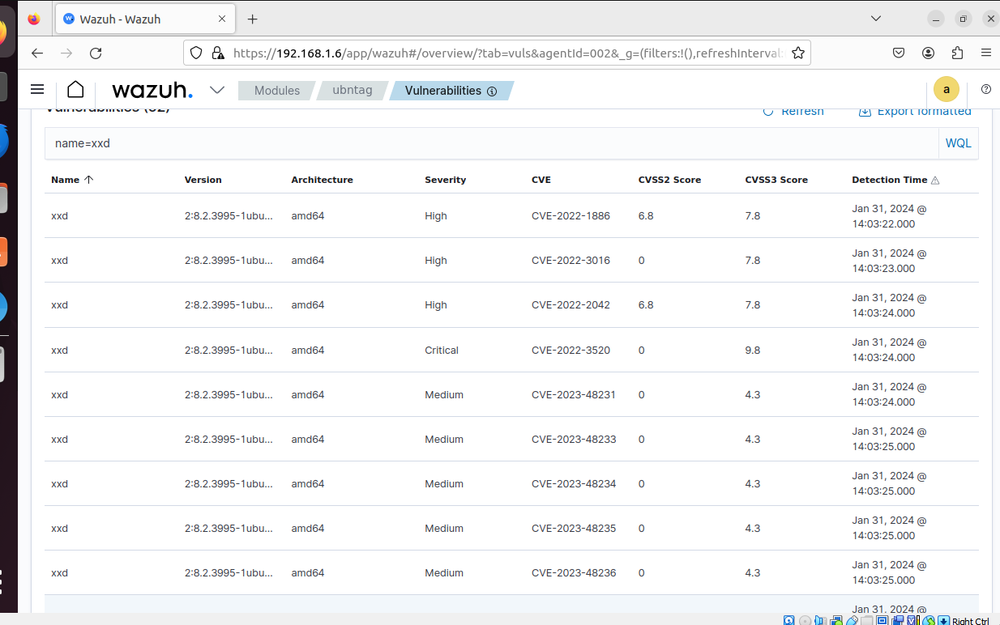 Wazuh - Wazuh
https://192.168.1.6/app/wazuh#/overview/?tab=vuls&agentId=002&_g=(filters:!(),refreshInterval:
wazuh. Modules ubntag Vulnerabilities a
Refresh Export formatted
name=xxd WQL
Name Version Architecture Severity CVE CVSS2 Score CVSS3 Score Detection Time
xxd 2:8.2.3995-1ubu... amd64 High CVE-2022-1886 6.8 7.8 Jan 31, 2024 @
14:03:22.000
xxd 2:8.2.3995-1ubu... amd64 High CVE-2022-3016 0 7.8 Jan 31, 2024 @
14:03:23.000
xxd 2:8.2.3995-1ubu... amd64 High CVE-2022-2042 6.8 7.8 Jan 31, 2024 @
14:03:24.000
xxd 2:8.2.3995-1ubu... amd64 Critical CVE-2022-3520 0 9.8 Jan 31, 2024 @
14:03:24.000
xxd 2:8.2.3995-1ubu... amd64 Medium CVE-2023-48231 0 4.3 Jan 31, 2024 @
14:03:24.000
xxd 2:8.2.3995-1ubu... amd64 Medium CVE-2023-48233 0 4.3 Jan 31, 2024 @
14:03:25.000
xxd 2:8.2.3995-1ubu... amd64 Medium CVE-2023-48234 0 4.3 Jan 31, 2024 @
14:03:25.000
xxd 2:8.2.3995-1ubu... amd64 Medium CVE-2023-48235 0 4.3 Jan 31, 2024 @
14:03:25.000
xxd 2:8.2.3995-1ubu... amd64 Medium CVE-2023-48236 0 4.3 Jan 31, 2024 @
14:03:25.000
Jan 31, 2024 @
Right Ctrl